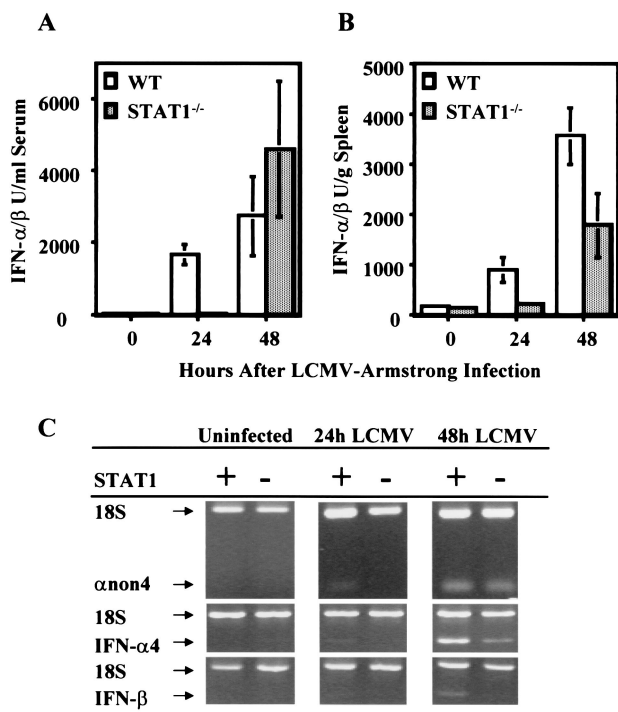 A
B
IFN-α/β U/ml Serum
6000
4000
2000
0
WT
STAT1-/-
0
24
48
IFN-α/β U/g Spleen
5000
4000
3000
2000
1000
0
WT
STAT1-/-
0
24
48
Hours After LCMV-Armstrong Infection
C
Uninfected 24h LCMV 48h LCMV
STAT1 + - + - + -
18S
αnon4
18S
IFN-α4
18S
IFN-β